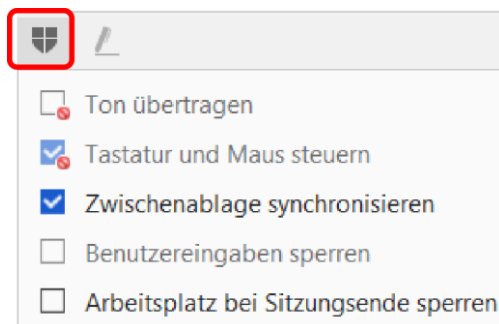 Ton übertragen
Tastatur und Maus steuern
Zwischenablage synchronisieren
Benutzereingaben sperren
Arbeitsplatz bei Sitzungsende sperren